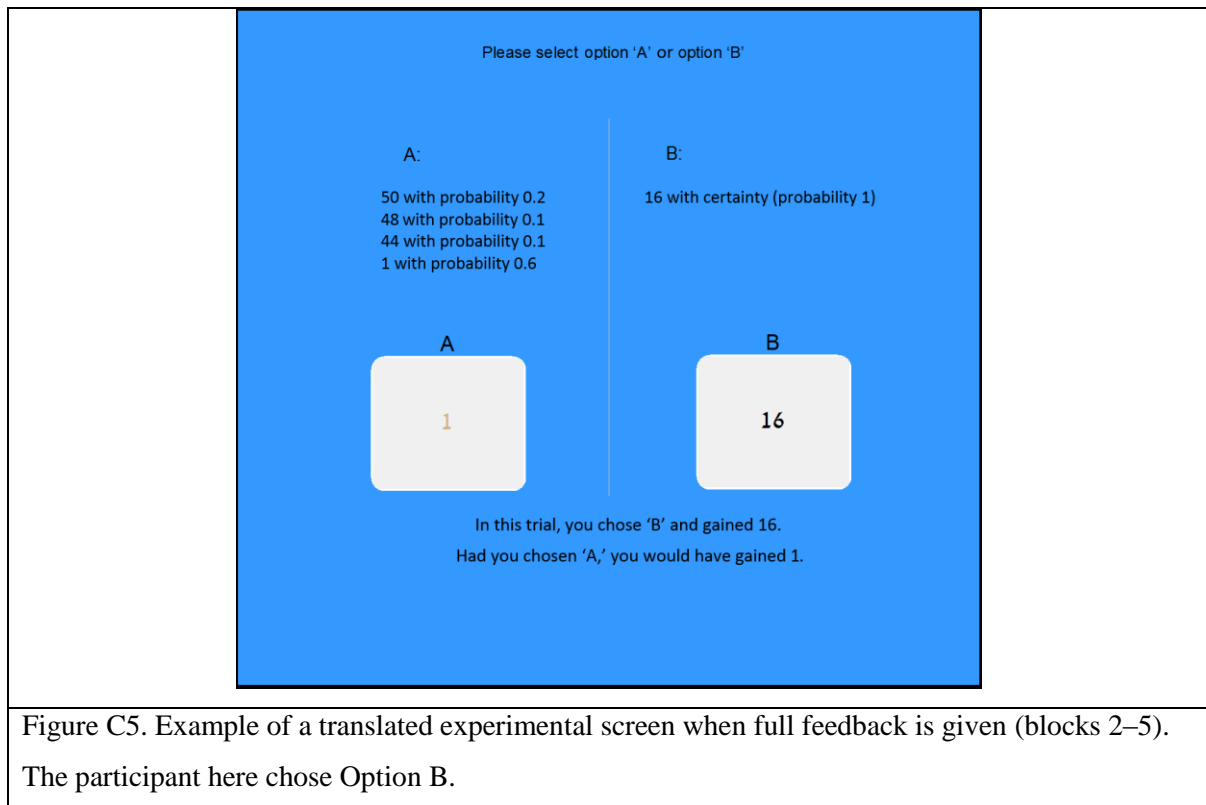 Please select option ‘A’ or option ‘B’
A:
50 with probability 0.2
48 with probability 0.1
44 with probability 0.1
1 with probability 0.6
B:
16 with certainty (probability 1)
A
1
B
16
In this trial, you chose ‘B’ and gained 16.
Had you chosen ‘A,’ you would have gained 1.
Figure C5. Example of a translated experimental screen when full feedback is given (blocks 2–5).
The participant here chose Option B.